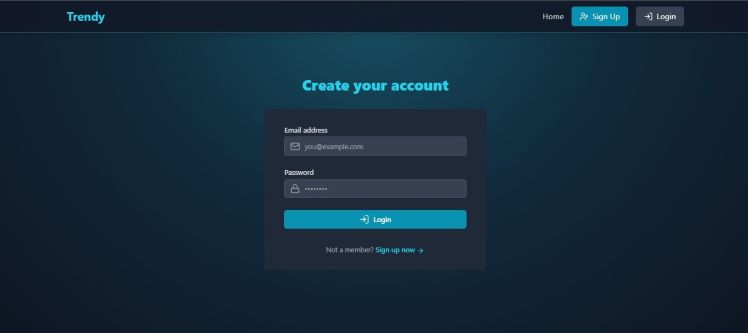 Trendy
Home
Sign Up
Login
Create your account
Email address
you@example.com
Password
••••••••
Login
Not a member? Sign up now →